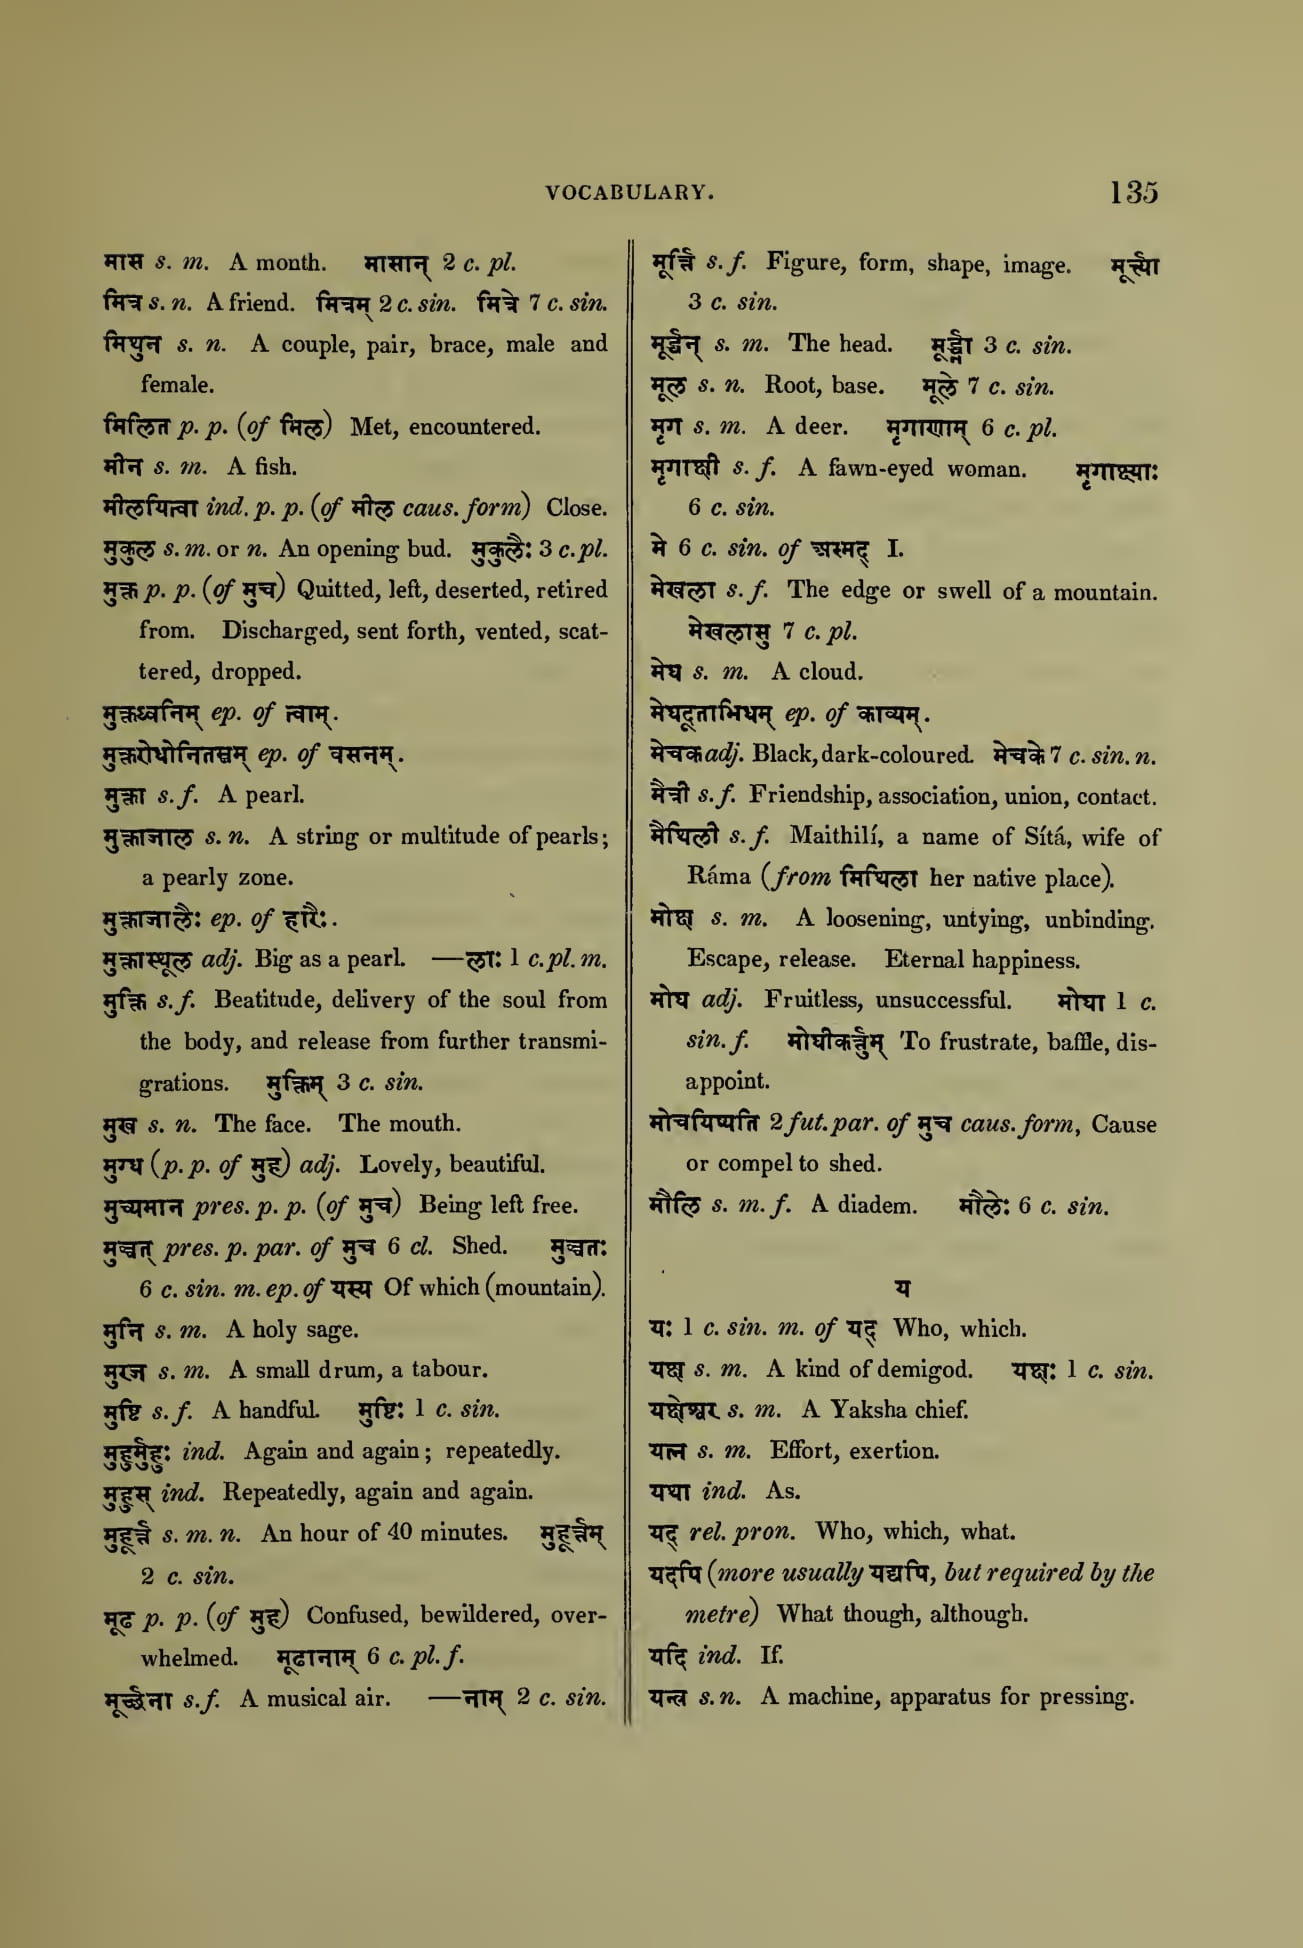 VOCABULARY.
135
मास s. m. A month. मासान् 2 c. pl.
मित्र s. n. A friend. मित्रम् 2 c. sin. मित्रे 7 c. sin.
मिथुन s. n. A couple, pair, brace, male and
female.
मिलित p. p. (of मिल) Met, encountered.
मीन s. m. A fish.
मीलयित्वा ind. p. p. (of मील caus. form) Close.
मुकुल s. m. or n. An opening bud. मुकुलैः 3 c. pl.
मुक्त p. p. (of मुच) Quitted, left, deserted, retired
from. Discharged, sent forth, vented, scat-
tered, dropped.
मुक्तध्वनिम् ep. of त्वाम्.
मुक्तरोधोनितम्बम् ep. of वसनम्.
मुक्ता s. f. A pearl.
मुक्ताजाल s. n. A string or multitude of pearls;
a pearly zone.
मुक्ताजालैः ep. of हारैः.
मुक्तास्थूल adj. Big as a pearl. —लाः 1 c. pl. m.
मुक्ति s. f. Beatitude, delivery of the soul from
the body, and release from further transmi-
grations. मुक्तिम् 3 c. sin.
मुख s. n. The face. The mouth.
मुग्ध (p. p. of मुह) adj. Lovely, beautiful.
मुच्यमान pres. p. p. (of मुच) Being left free.
मुञ्चत् pres. p. par. of मुच 6 cl. Shed. मुञ्चतः
6 c. sin. m. ep. of यस्य Of which (mountain).
मुनि s. m. A holy sage.
मुरज s. m. A small drum, a tabour.
मुष्टि s. f. A handful. मुष्टिः 1 c. sin.
मुहुर्मुहुः ind. Again and again; repeatedly.
मुहुस् ind. Repeatedly, again and again.
मुहूर्त्त s. m. n. An hour of 40 minutes. मुहूर्त्तम्
2 c. sin.
मूढ p. p. (of मुह) Confused, bewildered, over-
whelmed. मूढानाम् 6 c. pl. f.
मूर्च्छना s. f. A musical air. —नाम् 2 c. sin.
मूर्त्ति s. f. Figure, form, shape, image. मूर्त्त्या
3 c. sin.
मूर्द्धन् s. m. The head. मूर्द्ध्ना 3 c. sin.
मूल s. n. Root, base. मूले 7 c. sin.
मृग s. m. A deer. मृगाणाम् 6 c. pl.
मृगाक्षी s. f. A fawn-eyed woman. मृगाक्ष्याः
6 c. sin.
मे 6 c. sin. of अस्मद् I.
मेखला s. f. The edge or swell of a mountain.
मेखलासु 7 c. pl.
मेघ s. m. A cloud.
मेघदूताभिधम् ep. of काव्यम्.
मेचक adj. Black, dark-coloured. मेचके 7 c. sin. n.
मैत्री s. f. Friendship, association, union, contact.
मैथिली s. f. Maithilí, a name of Sítá, wife of
Ráma (from मिथिला her native place).
मोक्ष s. m. A loosening, untying, unbinding.
Escape, release. Eternal happiness.
मोघ adj. Fruitless, unsuccessful. मोघा 1 c.
sin. f. मोघीकर्त्तुम् To frustrate, baffle, dis-
appoint.
मोचयिष्यति 2 fut. par. of मुच caus. form, Cause
or compel to shed.
मौलि s. m. f. A diadem. मौलेः 6 c. sin.
य
यः 1 c. sin. m. of यद् Who, which.
यक्ष s. m. A kind of demigod. यक्षः 1 c. sin.
यक्षेश्वर s. m. A Yaksha chief.
यत्न s. m. Effort, exertion.
यथा ind. As.
यद् rel. pron. Who, which, what.
यदपि (more usually यद्यपि, but required by the
metre) What though, although.
यदि ind. If.
यन्त्र s. n. A machine, apparatus for pressing.